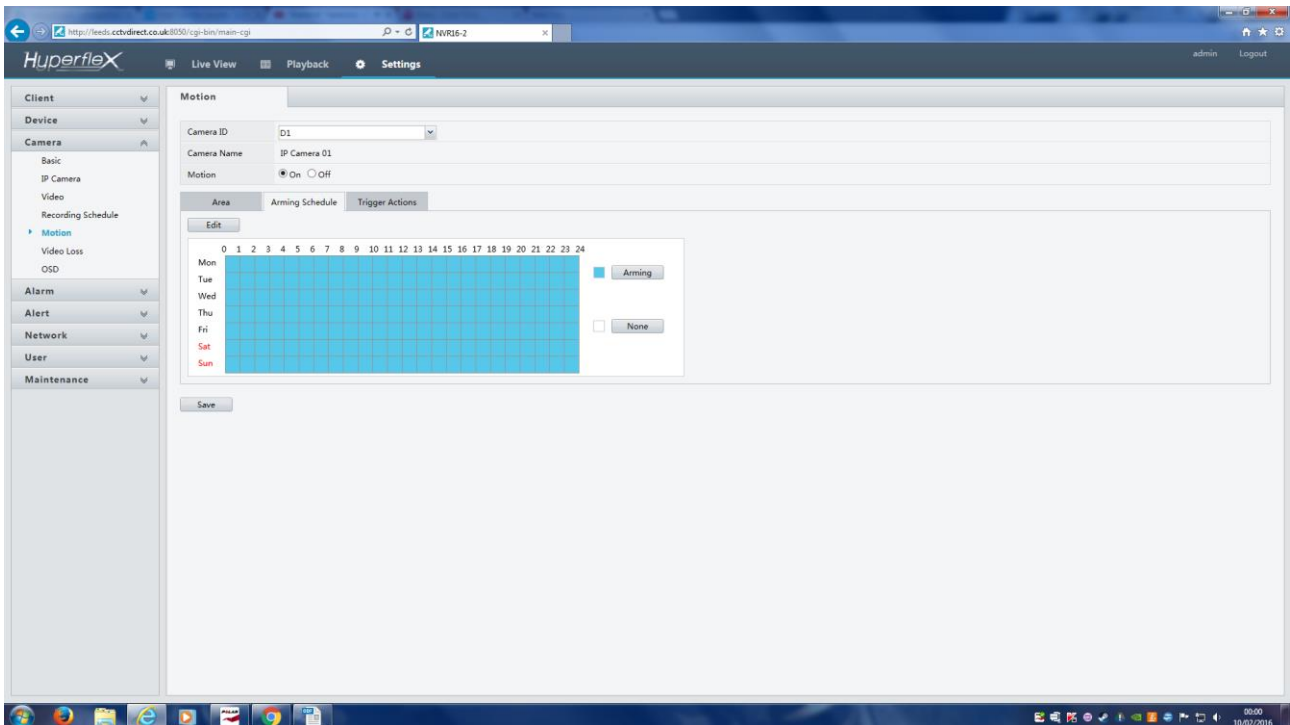 http://leeds.cctvdirect.co.uk:8050/cgi-bin/main-cgi
NVR16-2
HyperfleX
Live View
Playback
Settings
admin
Logout
Client
Device
Camera
Basic
IP Camera
Video
Recording Schedule
Motion
Video Loss
OSD
Alarm
Alert
Network
User
Maintenance
Motion
Camera ID D1
Camera Name IP Camera 01
Motion On Off
Area Arming Schedule Trigger Actions
Edit
0 1 2 3 4 5 6 7 8 9 10 11 12 13 14 15 16 17 18 19 20 21 22 23 24
Mon
Tue
Wed
Thu
Fri
Sat
Sun
Arming
None
Save
00:00
10/02/2016